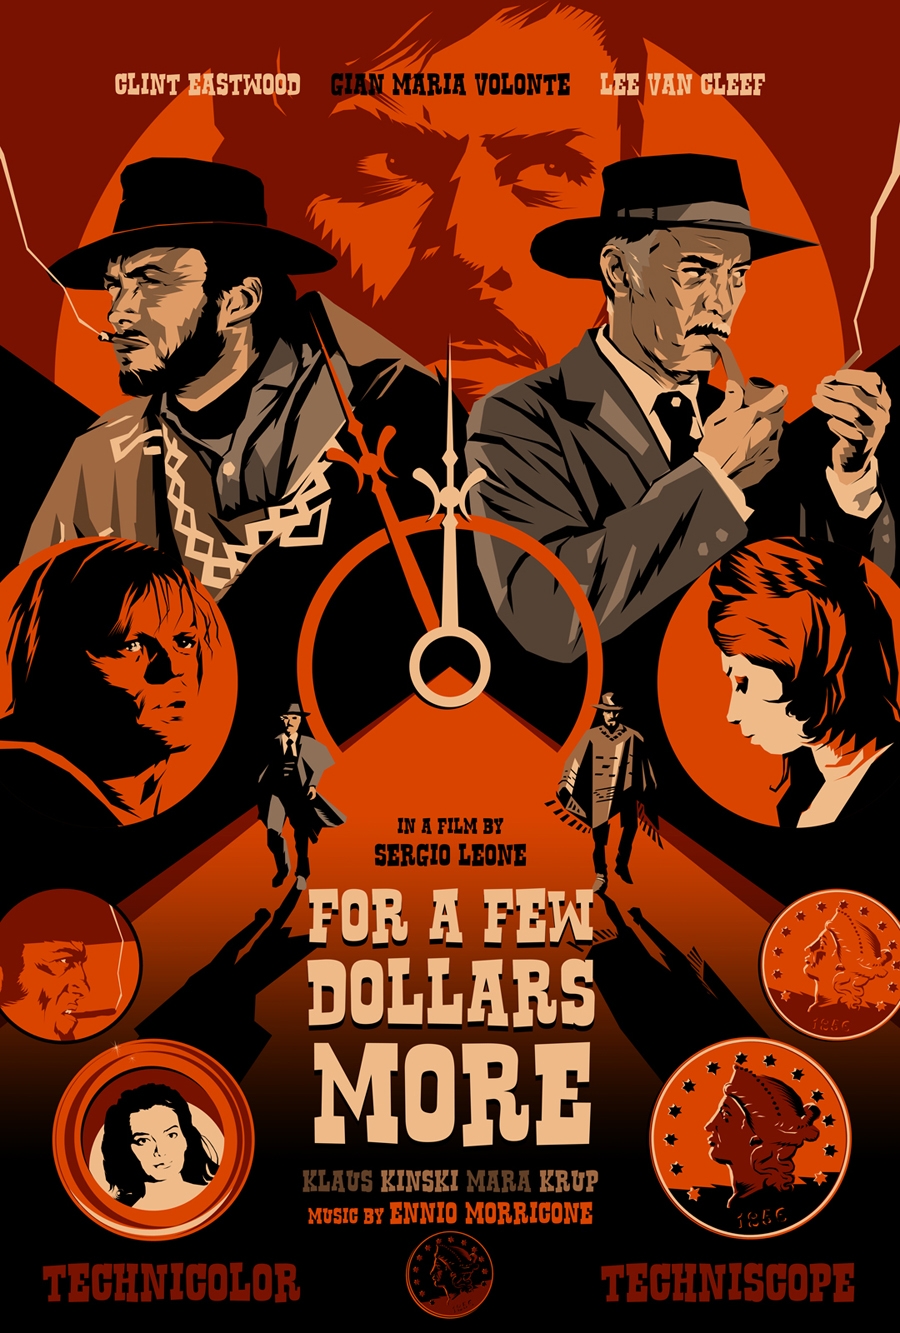 CLINT EASTWOOD GIAN MARIA VOLONTE LEE VAN CLEEF
IN A FILM BY
SERGIO LEONE
FOR A FEW
DOLLARS
MORE
1856
1856
KLAUS KINSKI MARA KRUP
MUSIC BY ENNIO MORRICONE
TECHNICOLOR TECHNISCOPE